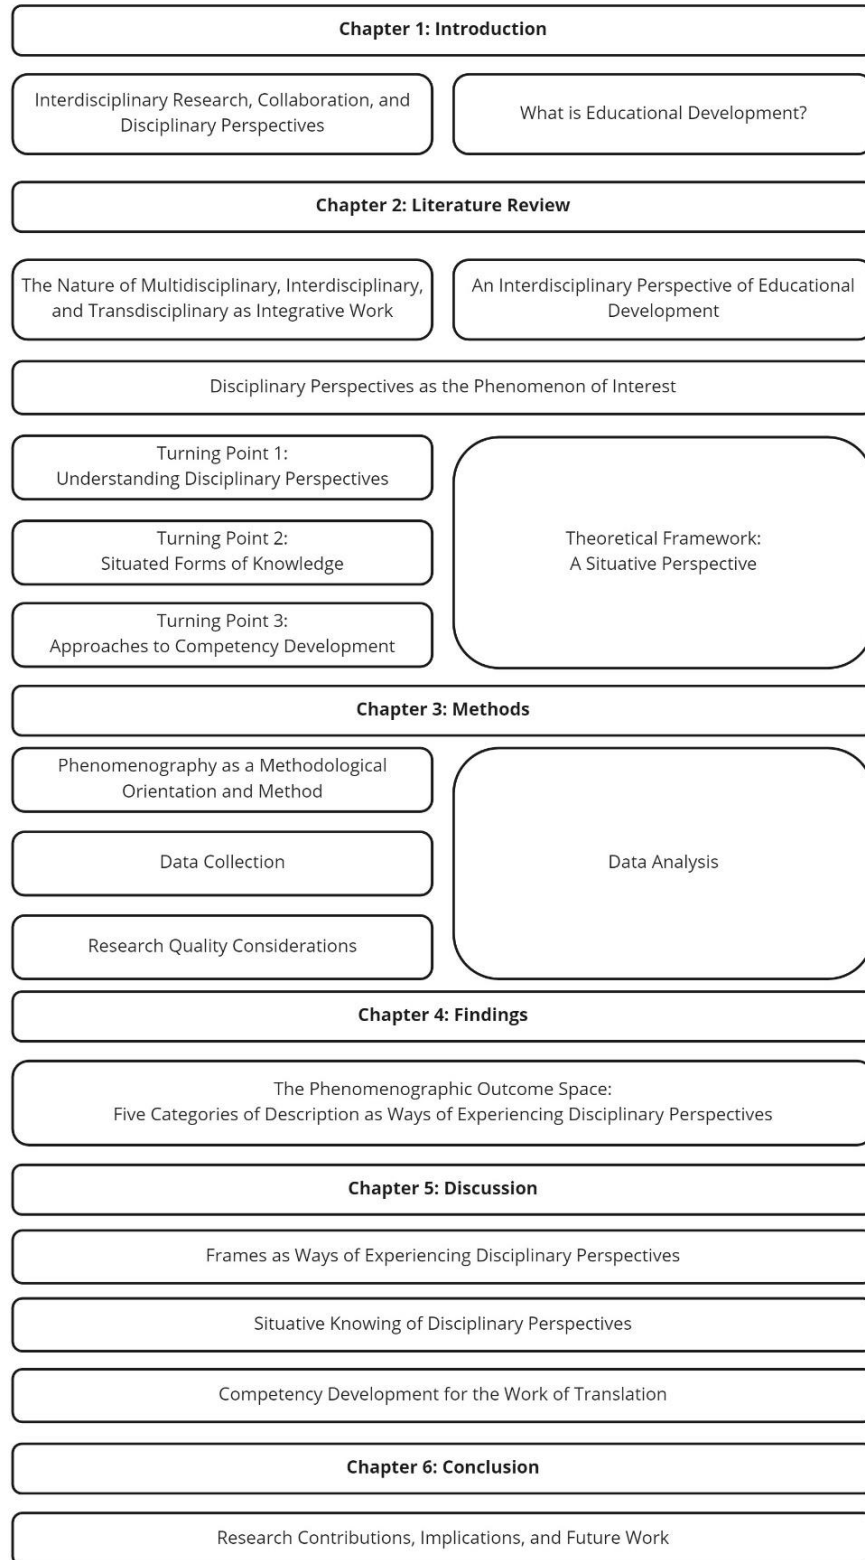 Chapter 1: Introduction
Interdisciplinary Research, Collaboration, and
Disciplinary Perspectives
What is Educational Development?
Chapter 2: Literature Review
The Nature of Multidisciplinary, Interdisciplinary,
and Transdisciplinary as Integrative Work
An Interdisciplinary Perspective of Educational
Development
Disciplinary Perspectives as the Phenomenon of Interest
Turning Point 1:
Understanding Disciplinary Perspectives
Turning Point 2:
Situated Forms of Knowledge
Turning Point 3:
Approaches to Competency Development
Theoretical Framework:
A Situative Perspective
Chapter 3: Methods
Phenomenography as a Methodological
Orientation and Method
Data Collection
Research Quality Considerations
Data Analysis
Chapter 4: Findings
The Phenomenographic Outcome Space:
Five Categories of Description as Ways of Experiencing Disciplinary Perspectives
Chapter 5: Discussion
Frames as Ways of Experiencing Disciplinary Perspectives
Situative Knowing of Disciplinary Perspectives
Competency Development for the Work of Translation
Chapter 6: Conclusion
Research Contributions, Implications, and Future Work